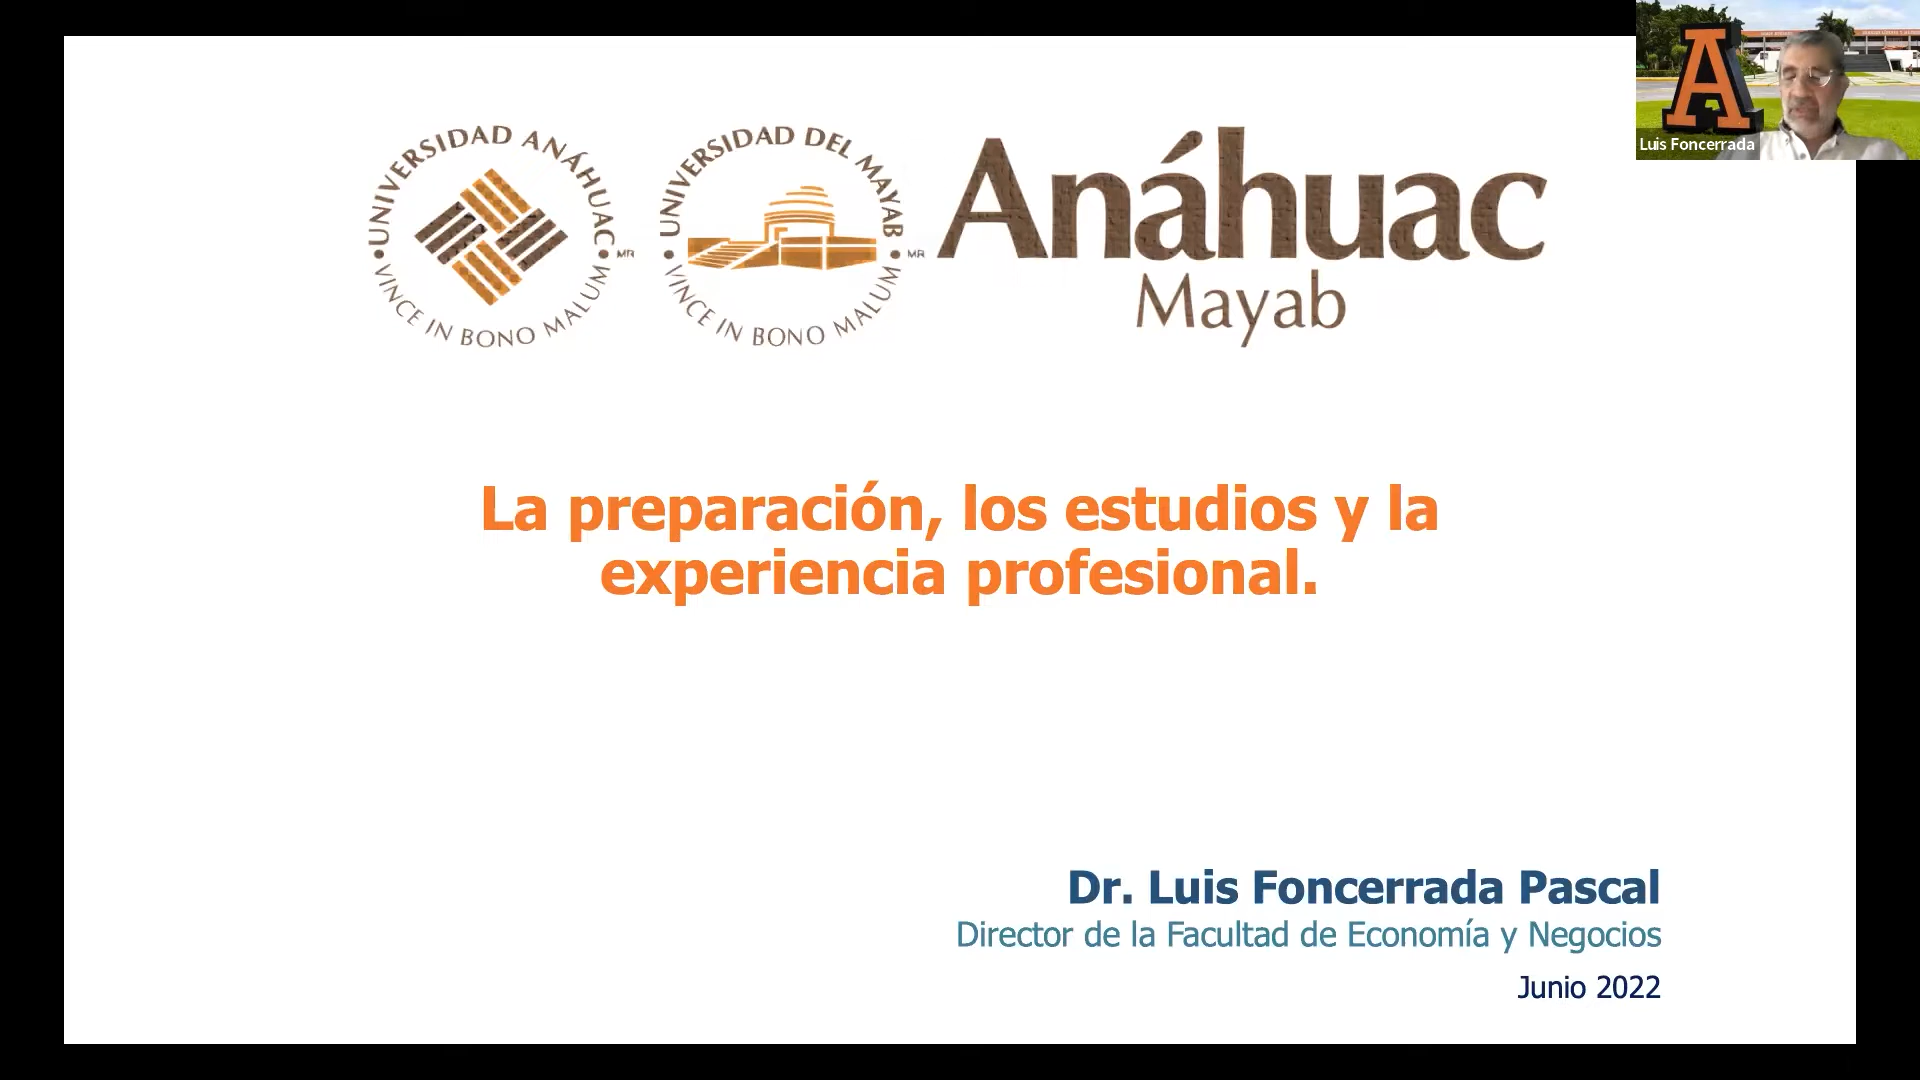 UNIVERSIDAD ANÁHUAC
VINCE IN BONO MALUM
MR
UNIVERSIDAD DEL MAYAB
VINCE IN BONO MALUM
MR
Anáhuac
Mayab
A
Luis Foncerrada
La preparación, los estudios y la
experiencia profesional.
Dr. Luis Foncerrada Pascal
Director de la Facultad de Economía y Negocios
Junio 2022